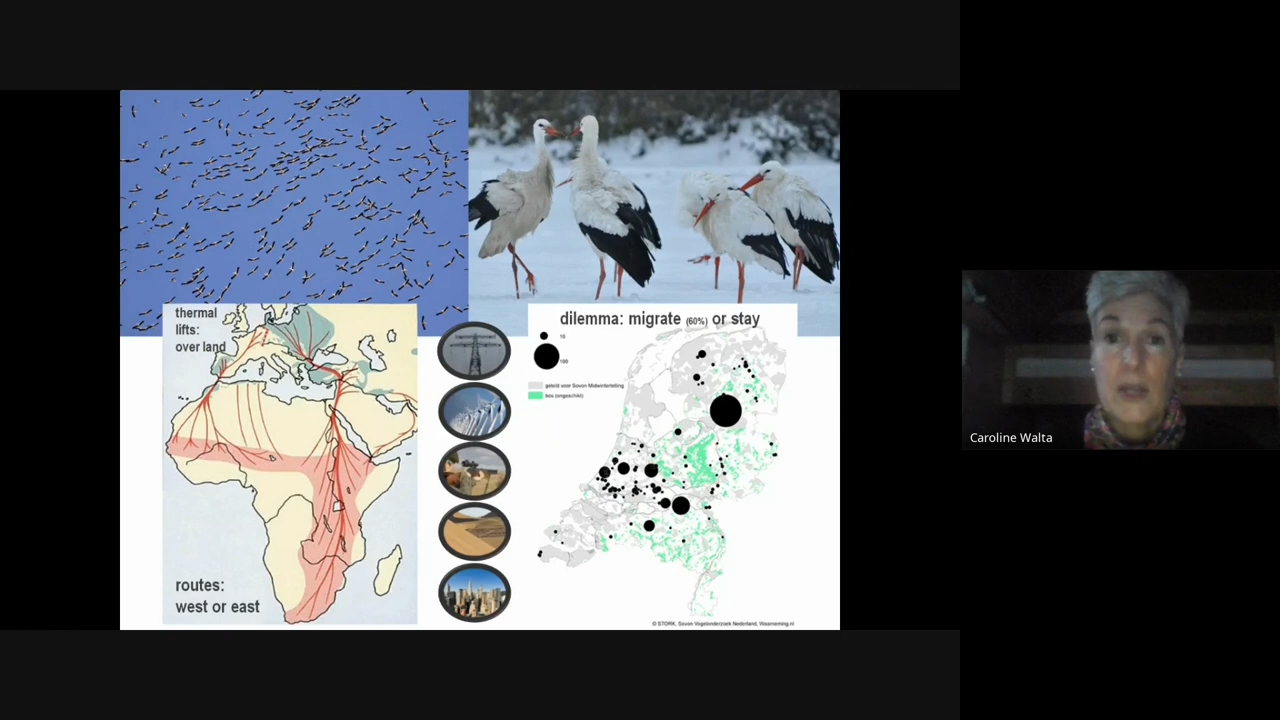 thermal
lifts:
over land
routes:
west or east
dilemma: migrate (60%) or stay
10
100
geteld voor Sovon Midwintertelling
bos (ongeschikt)
© STORK, Sovon Vogelonderzoek Nederland, Waarneming.nl
Caroline Walta